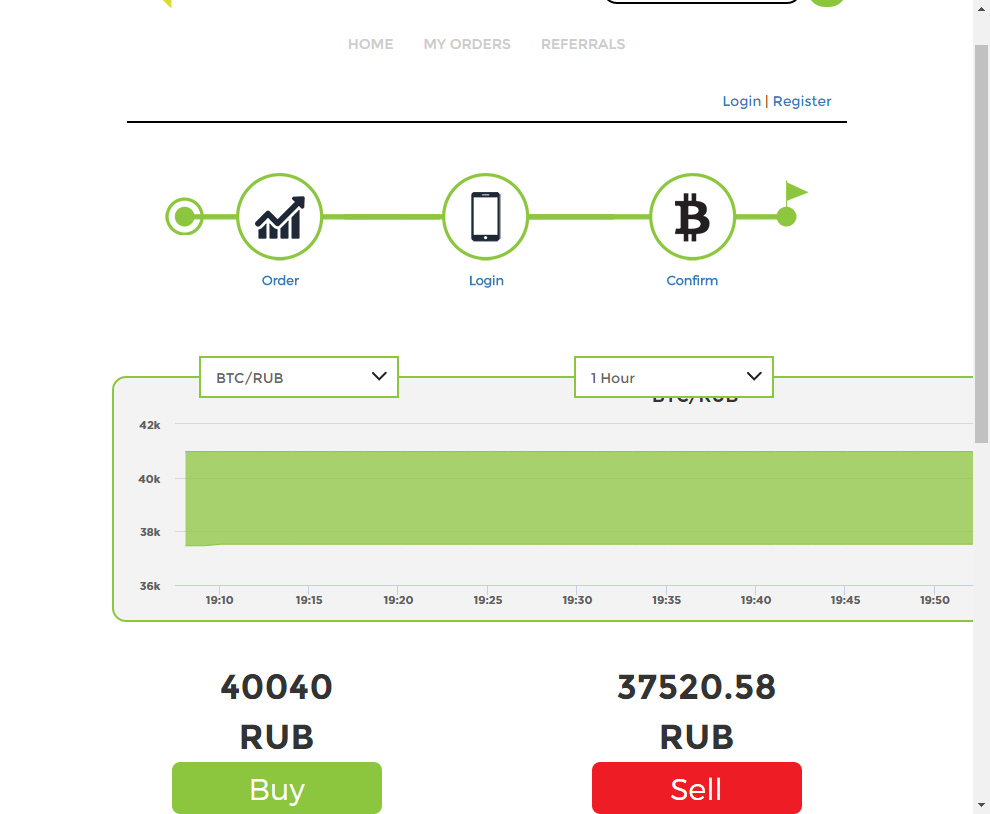 HOME MY ORDERS REFERRALS
Login | Register
Order Login Confirm
BTC/RUB 1 Hour
BTC/RUB
42k
40k
38k
36k
19:10 19:15 19:20 19:25 19:30 19:35 19:40 19:45 19:50
40040 37520.58
RUB RUB
Buy Sell